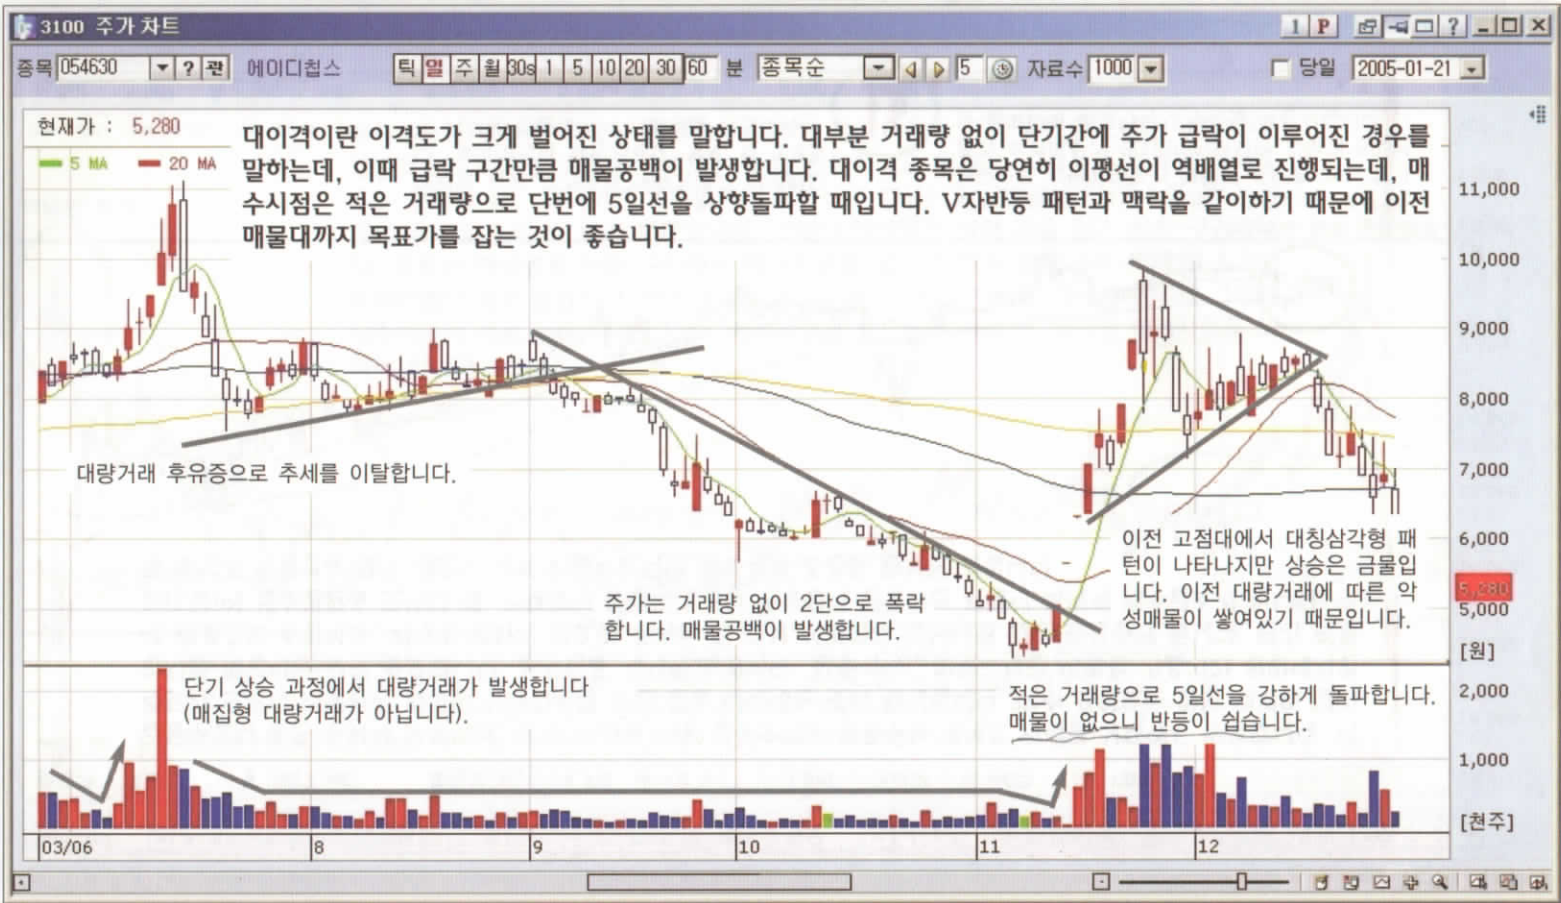 3100 주가 차트
1 P ?
종목 054630 ? 관 에이디칩스 틱 일 주 월 30s 1 5 10 20 30 60 분 종목순 5 자료수 1000 당일 2005-01-21
현재가 : 5,280
5 MA 20 MA
대이격이란 이격도가 크게 벌어진 상태를 말합니다. 대부분 거래량 없이 단기간에 주가 급락이 이루어진 경우를
말하는데, 이때 급락 구간만큼 매물공백이 발생합니다. 대이격 종목은 당연히 이평선이 역배열로 진행되는데, 매
수시점은 적은 거래량으로 단번에 5일선을 상향돌파할 때입니다. V자반등 패턴과 맥락을 같이하기 때문에 이전
매물대까지 목표가를 잡는 것이 좋습니다.
11,000
10,000
9,000
8,000
7,000
6,000
5,280
5,000
[원]
대량거래 후유증으로 추세를 이탈합니다.
주가는 거래량 없이 2단으로 폭락
합니다. 매물공백이 발생합니다.
이전 고점대에서 대칭삼각형 패
턴이 나타나지만 상승은 금물입
니다. 이전 대량거래에 따른 악
성매물이 쌓여있기 때문입니다.
단기 상승 과정에서 대량거래가 발생합니다
(매집형 대량거래가 아닙니다).
적은 거래량으로 5일선을 강하게 돌파합니다.
매물이 없으니 반등이 쉽습니다.
2,000
1,000
[천주]
03/06 8 9 10 11 12